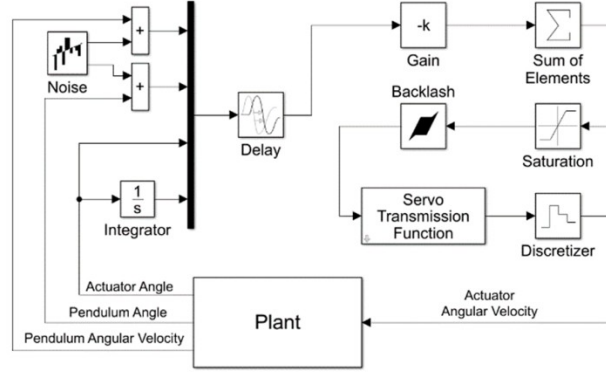 +
Noise
+
-k
Gain
Sum of
Elements
Backlash
Delay
Saturation
1
s
Integrator
Servo
Transmission
Function
Discretizer
Actuator Angle
Pendulum Angle
Pendulum Angular Velocity
Plant
Actuator
Angular Velocity